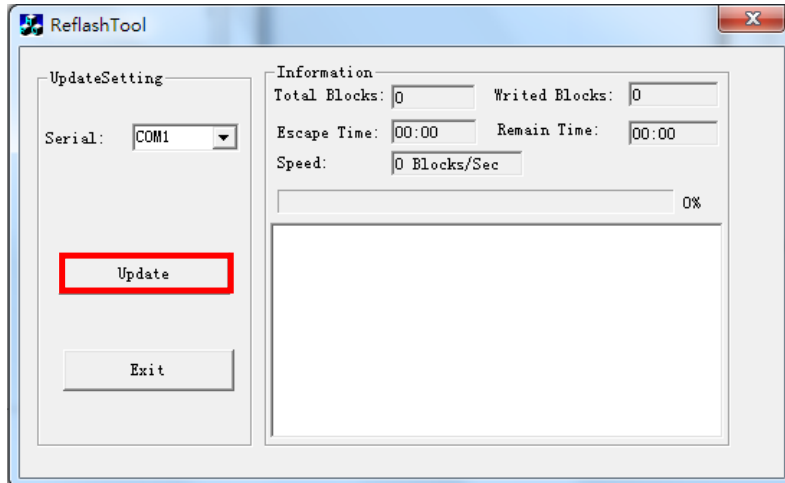 ReflashTool
UpdateSetting
Serial: COM1
Update
Exit
Information
Total Blocks: 0 Writed Blocks: 0
Escape Time: 00:00 Remain Time: 00:00
Speed: 0 Blocks/Sec
0%